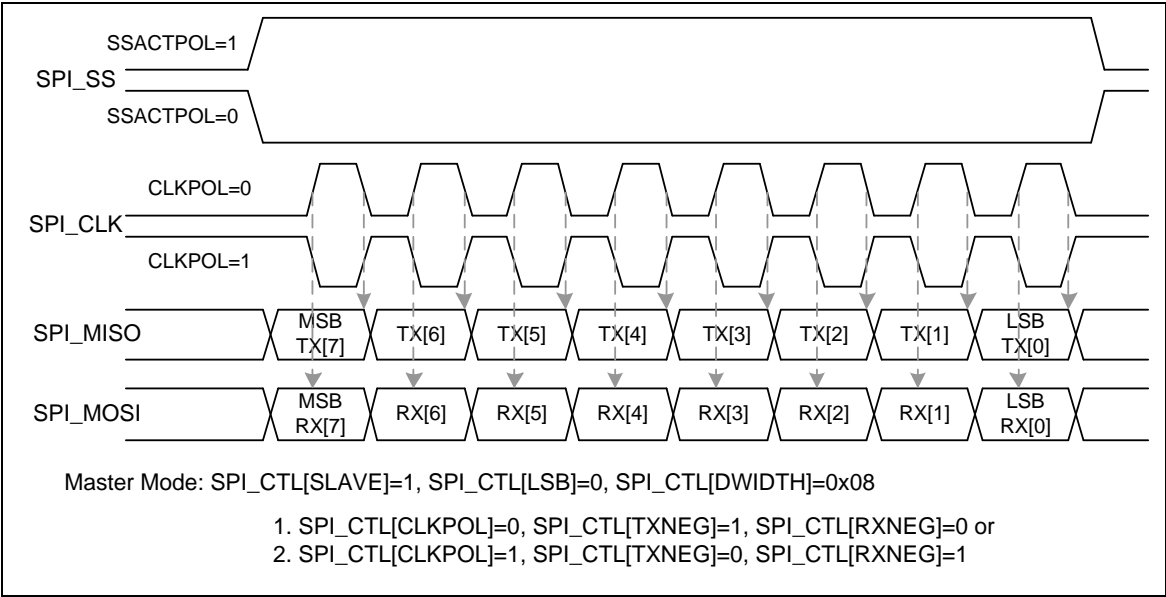 SSACTPOL=1
SPI_SS
SSACTPOL=0
CLKPOL=0
SPI_CLK
CLKPOL=1
SPI_MISO MSB TX[7] TX[6] TX[5] TX[4] TX[3] TX[2] TX[1] LSB TX[0]
SPI_MOSI MSB RX[7] RX[6] RX[5] RX[4] RX[3] RX[2] RX[1] LSB RX[0]
Master Mode: SPI_CTL[SLAVE]=1, SPI_CTL[LSB]=0, SPI_CTL[DWIDTH]=0x08
1. SPI_CTL[CLKPOL]=0, SPI_CTL[TXNEG]=1, SPI_CTL[RXNEG]=0 or
2. SPI_CTL[CLKPOL]=1, SPI_CTL[TXNEG]=0, SPI_CTL[RXNEG]=1